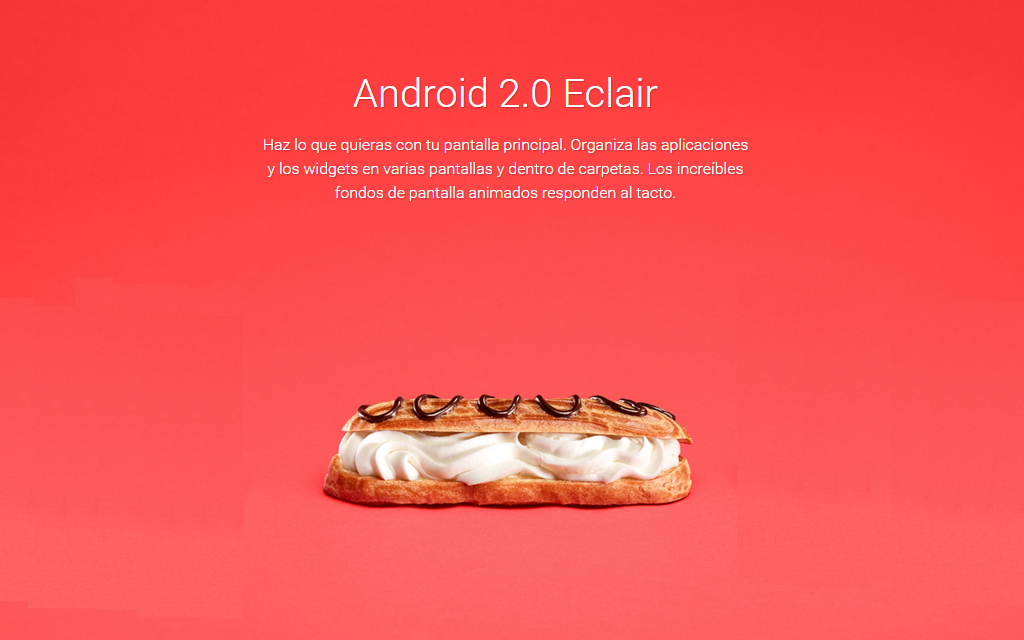 Android 2.0 Eclair
Haz lo que quieras con tu pantalla principal. Organiza las aplicaciones
y los widgets en varias pantallas y dentro de carpetas. Los increíbles
fondos de pantalla animados responden al tacto.